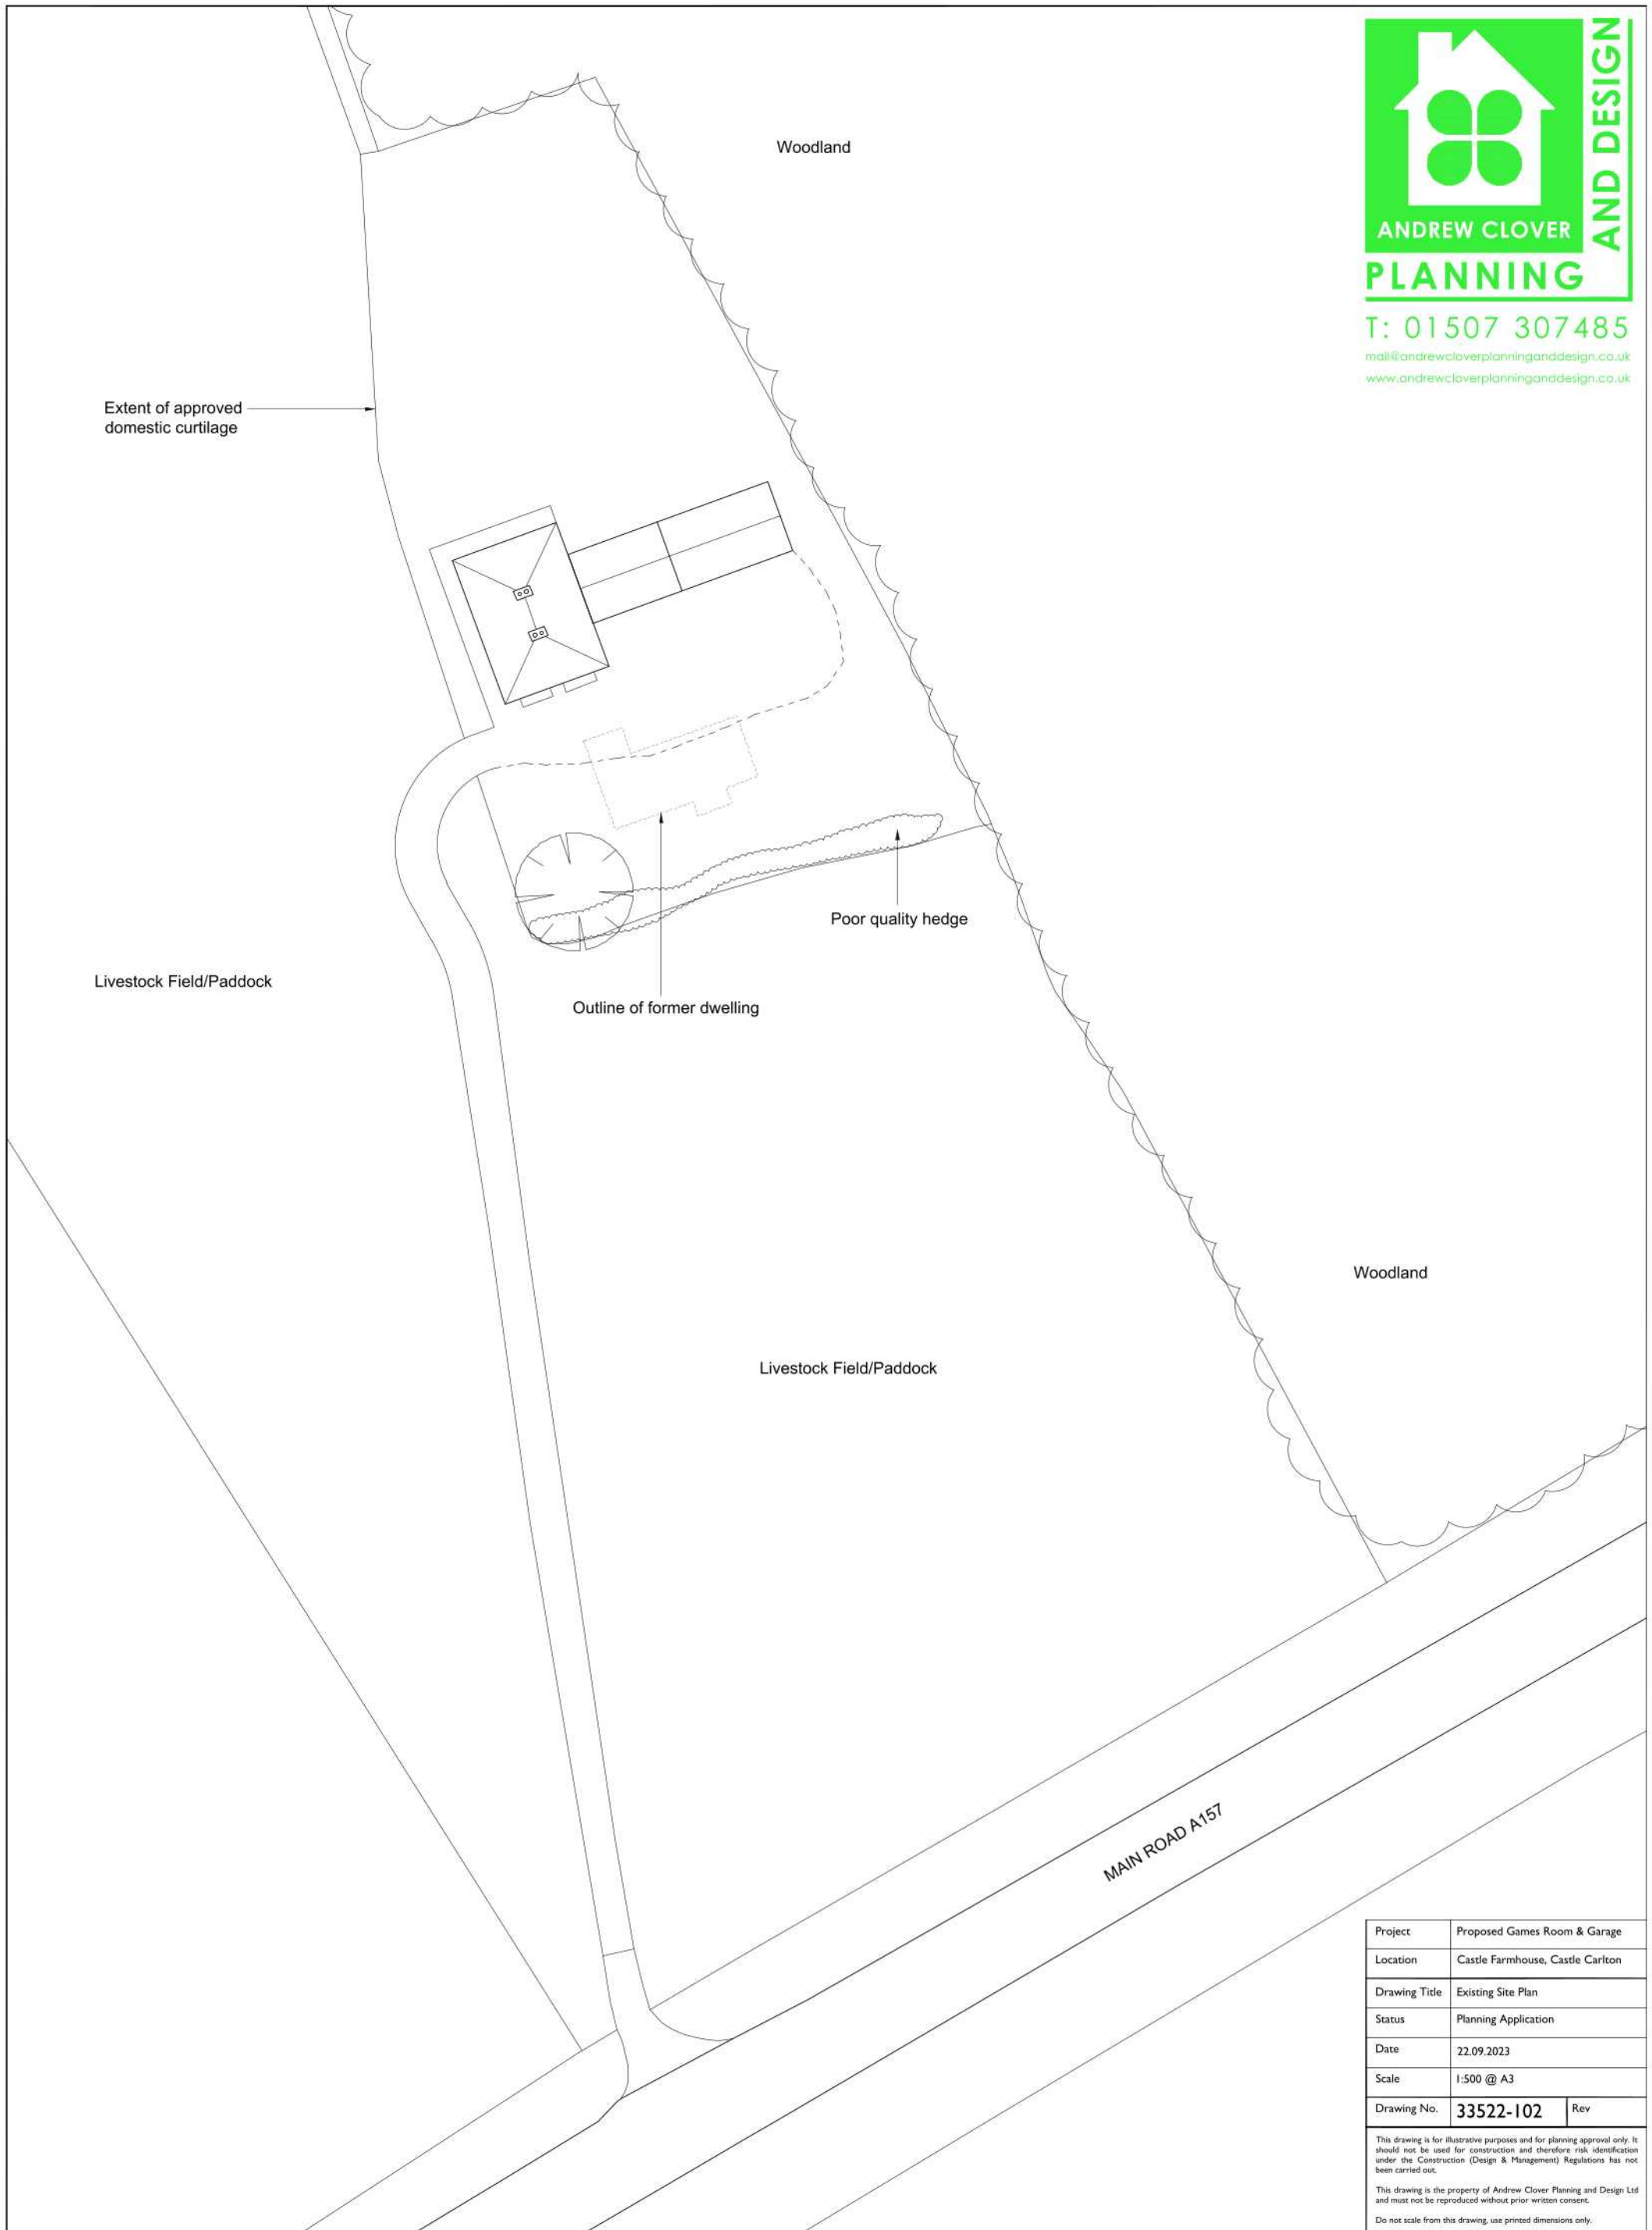 Woodland
ANDREW CLOVER
PLANNING
AND DESIGN
T: 01507 307485
mail@andrewcloverplanninganddesign.co.uk
www.andrewcloverplanninganddesign.co.uk
Extent of approved
domestic curtilage
Poor quality hedge
Livestock Field/Paddock
Outline of former dwelling
Woodland
Livestock Field/Paddock
MAIN ROAD A157
Project Proposed Games Room & Garage
Location Castle Farmhouse, Castle Carlton
Drawing Title Existing Site Plan
Status Planning Application
Date 22.09.2023
Scale 1:500 @ A3
Drawing No. 33522-102 Rev
This drawing is for illustrative purposes and for planning approval only. It
should not be used for construction and therefore risk identification
under the Construction (Design & Management) Regulations has not
been carried out.
This drawing is the property of Andrew Clover Planning and Design Ltd
and must not be reproduced without prior written consent.
Do not scale from this drawing, use printed dimensions only.